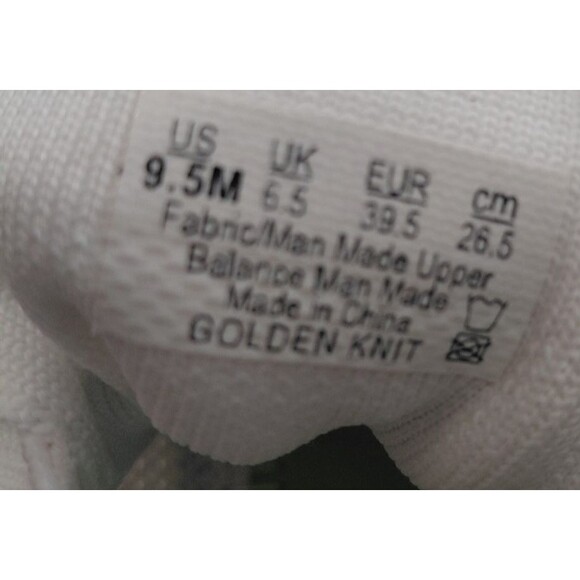 US UK EUR cm
9.5M 6.5 39.5 26.5
Fabric/Man Made Upper
Balance Man Made
Made in China
GOLDEN KNIT